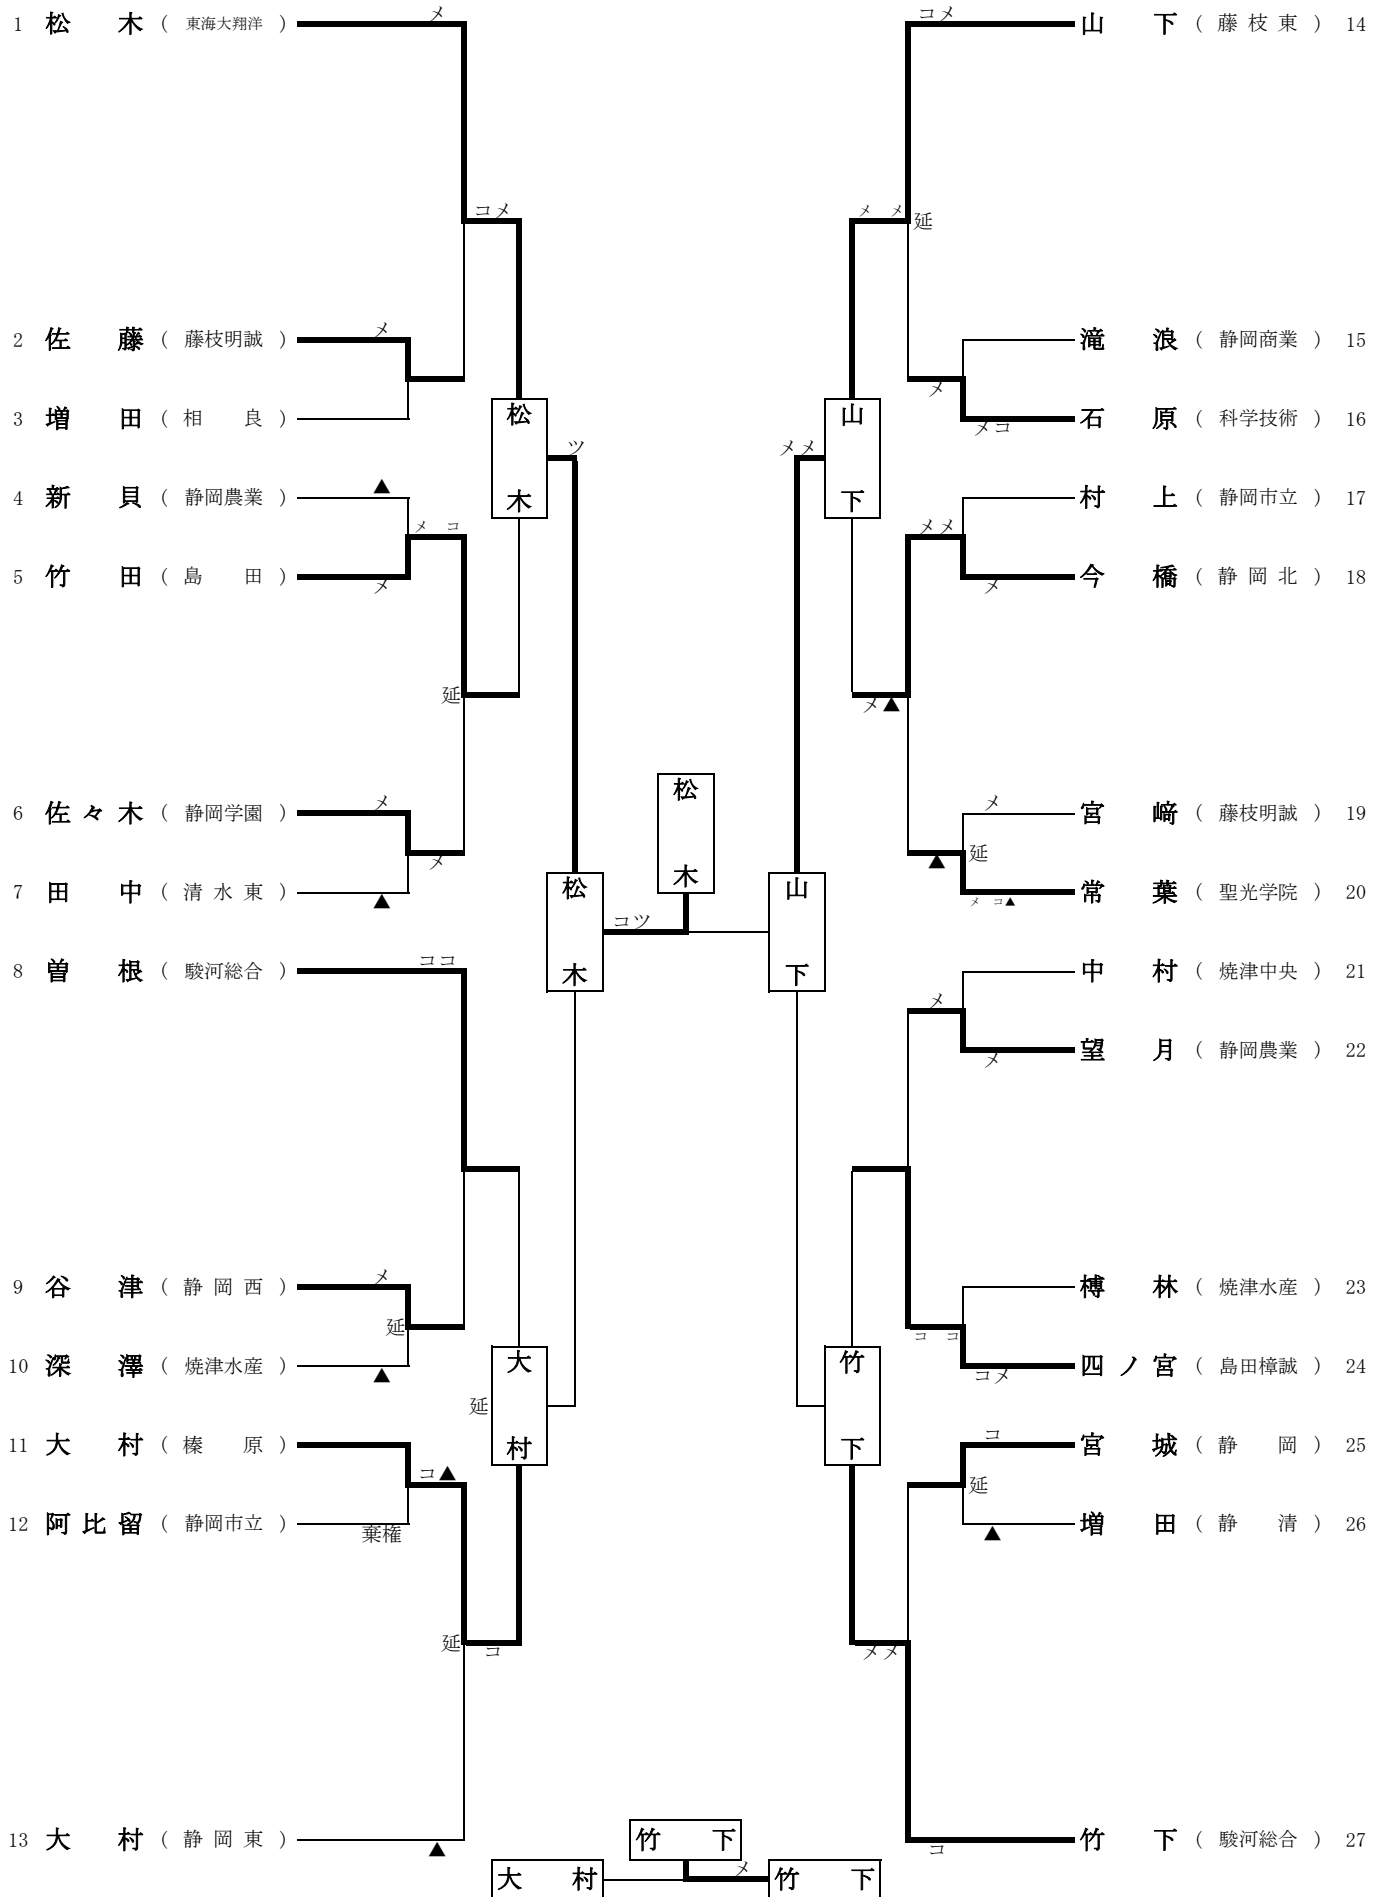 1 松木 （ 東海大翔洋 ）
メ
コメ
2 佐藤 （ 藤枝明誠 ）
メ
3 増田 （ 相良 ）
松木
ツ
4 新貝 （ 静岡農業 ）
▲
メ コ
5 竹田 （ 島田 ）
メ
延
6 佐々木 （ 静岡学園 ）
メ
メ
7 田中 （ 清水東 ）
▲
松木
コツ
松木
8 曽根 （ 駿河総合 ）
ココ
9 谷津 （ 静岡西 ）
メ
延
10 深澤 （ 焼津水産 ）
▲
大村
延
11 大村 （ 榛原 ）
コ▲
12 阿比留 （ 静岡市立 ）
棄権
延
コ
13 大村 （ 静岡東 ）
▲
コメ
山下 （ 藤枝東 ） 14
メ メ
延
滝浪 （ 静岡商業 ） 15
メ
石原 （ 科学技術 ） 16
メコ
山下
メメ
村上 （ 静岡市立 ） 17
メメ
今橋 （ 静岡北 ） 18
メ
メ▲
宮﨑 （ 藤枝明誠 ） 19
メ
延
▲
常葉 （ 聖光学院 ） 20
メ コ▲
山下
中村 （ 焼津中央 ） 21
メ
望月 （ 静岡農業 ） 22
メ
榑林 （ 焼津水産 ） 23
コ コ
四ノ宮 （ 島田樟誠 ） 24
コメ
竹下
宮城 （ 静岡 ） 25
コ
延
増田 （ 静清 ） 26
▲
メメ
竹下 （ 駿河総合 ） 27
コ
竹下
大村
メ
竹下